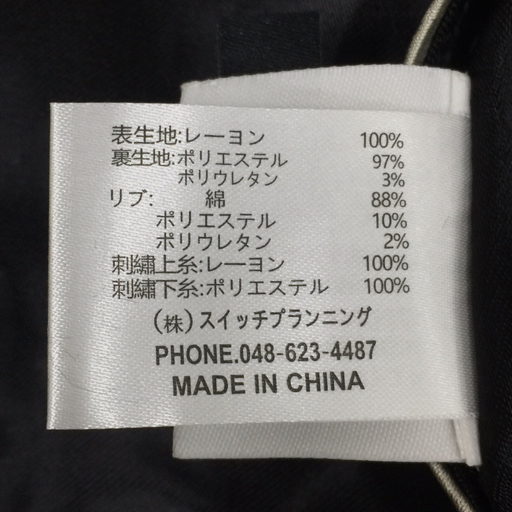 表生地:レーヨン 100%
裏生地:ポリエステル 97%
ポリウレタン 3%
リブ: 綿 88%
ポリエステル 10%
ポリウレタン 2%
刺繍上糸:レーヨン 100%
刺繍下糸:ポリエステル 100%
(株)スイッチプランニング
PHONE.048-623-4487
MADE IN CHINA